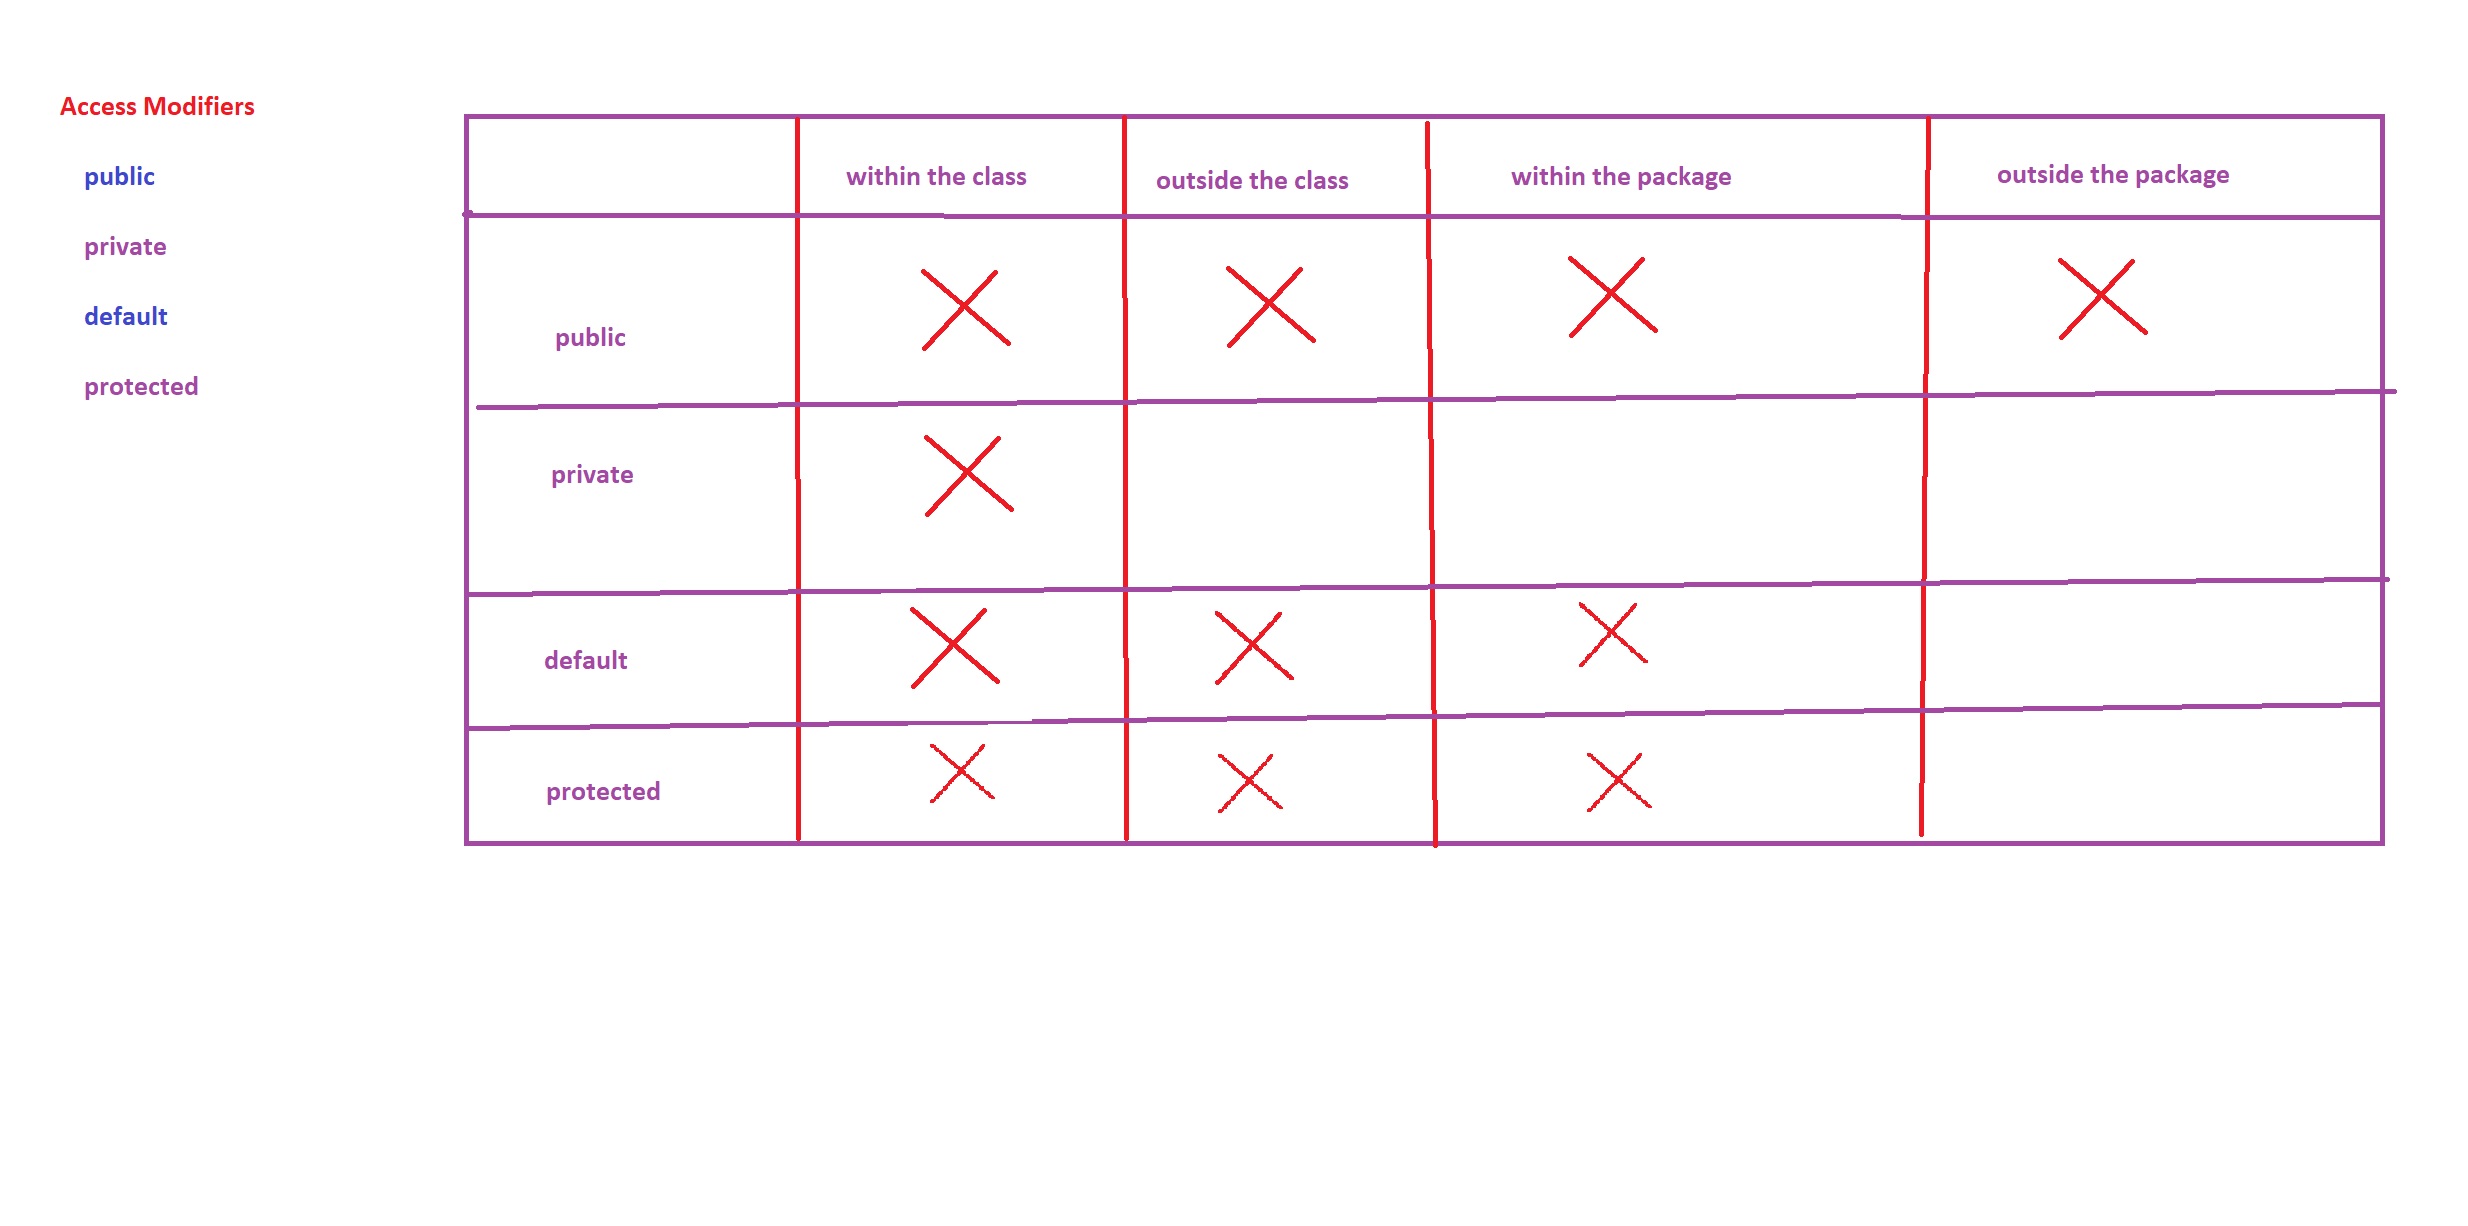 Access Modifiers
public
private
default
protected
within the class outside the class within the package outside the package
public
private
default
protected